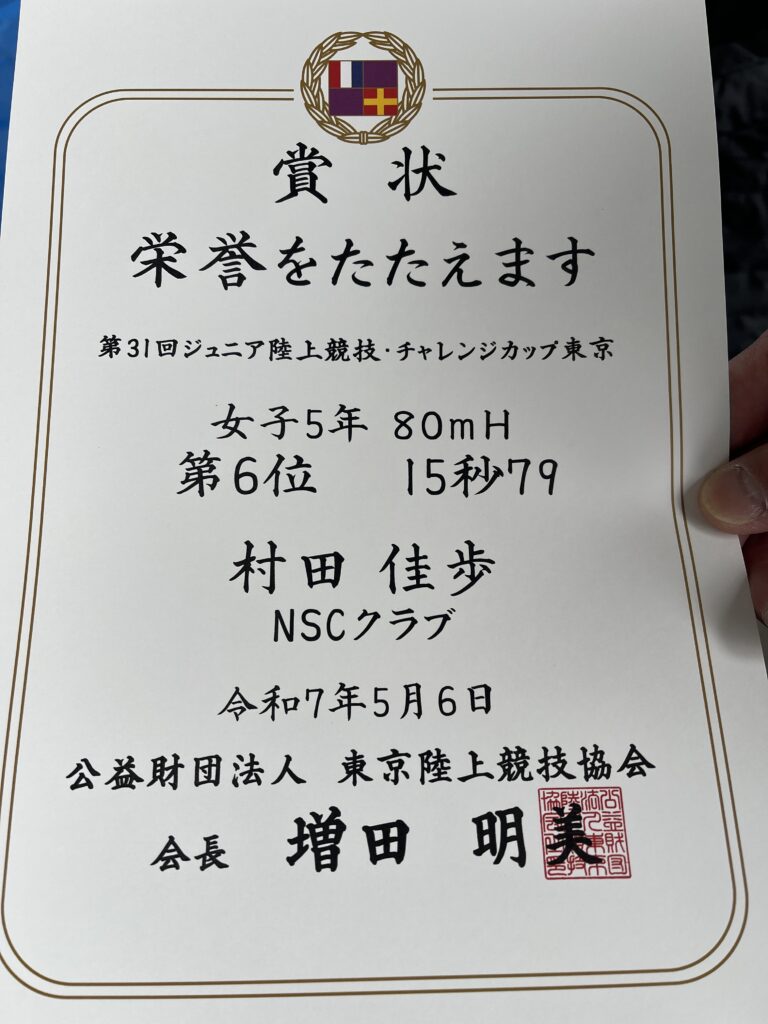 賞 状
栄誉をたたえます
第31回ジュニア陸上競技・チャレンジカップ東京
女子5年 80mH
第6位 15秒79
村田 佳歩
NSCクラブ
令和7年5月6日
公益財団法人 東京陸上競技協会
会長 増田 明美